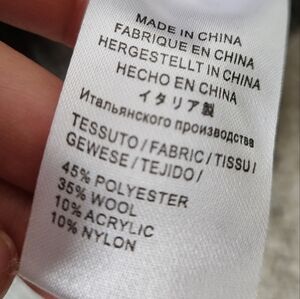 MADE IN CHINA
FABRIQUE EN CHINA
HERGESTELLT IN CHINA
HECHO EN CHINA
Итальянского производства
イタリア製
TESSUTO / FABRIC / TISSU /
GEWESE / TEJIDO /
45% POLYESTER
35% WOOL
10% ACRYLIC
10% NYLON